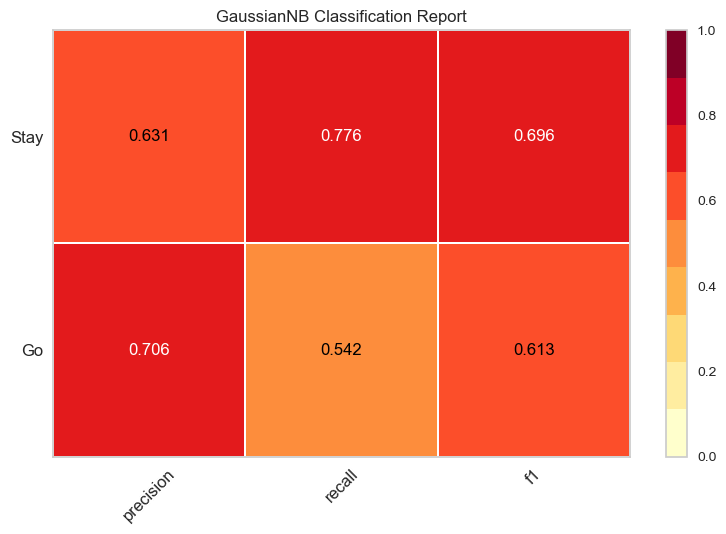 GaussianNB Classification Report
Stay
0.631
0.776
0.696
Go
0.706
0.542
0.613
precision
recall
f1
1.0
0.8
0.6
0.4
0.2
0.0